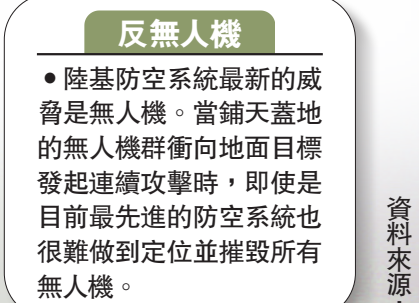 反無人機
●陸基防空系統最新的威
脅是無人機。當鋪天蓋地
的無人機群衝向地面目標
發起連續攻擊時，即使是
目前最先進的防空系統也
很難做到定位並摧毀所有
無人機。
資料來源